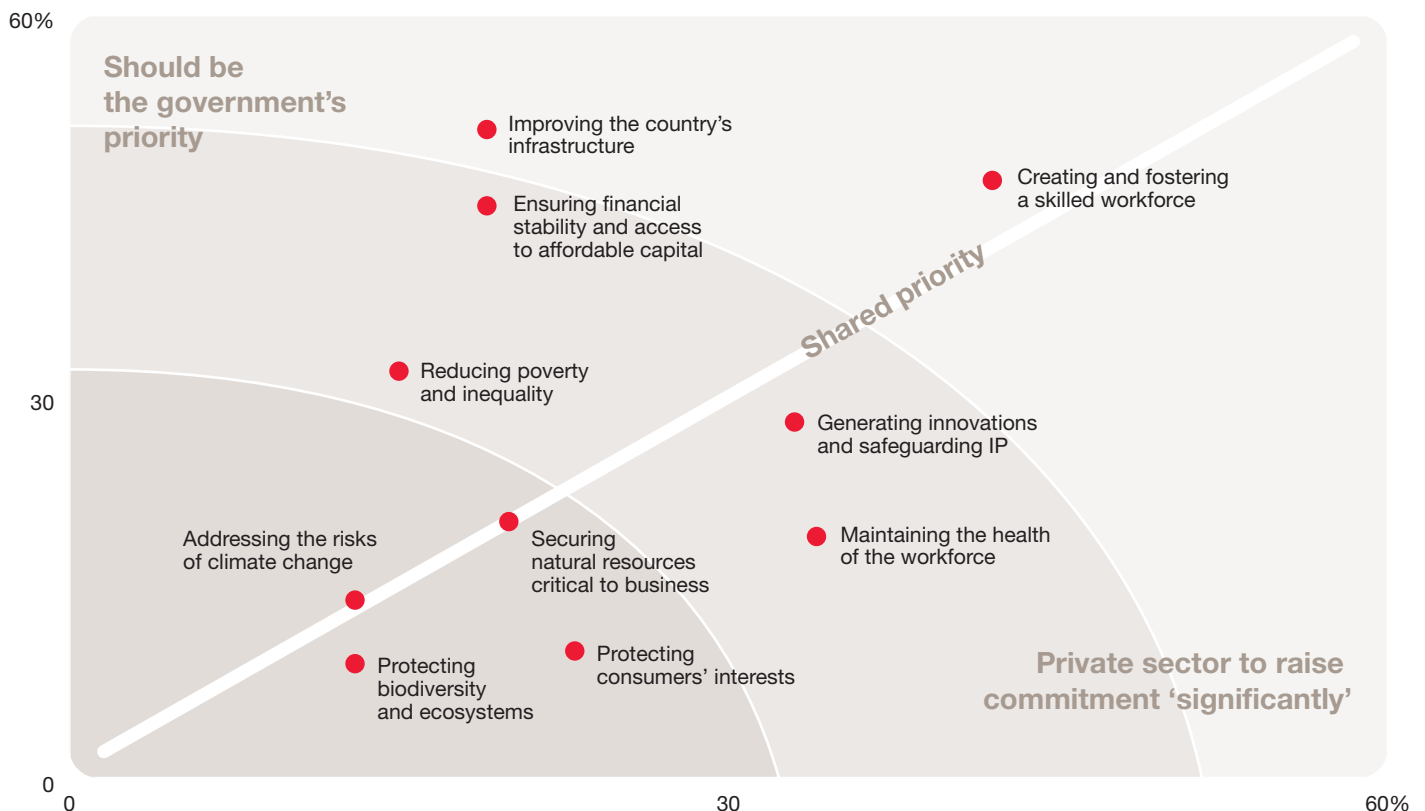 60%
Should be
the government’s
priority
Improving the country’s
infrastructure
Creating and fostering
a skilled workforce
Ensuring financial
stability and access
to affordable capital
Shared priority
Reducing poverty
and inequality
30
Generating innovations
and safeguarding IP
Addressing the risks
of climate change
Securing
natural resources
critical to business
Maintaining the health
of the workforce
Protecting
biodiversity
and ecosystems
Protecting
consumers’ interests
Private sector to raise
commitment ‘significantly’
0
0
30
60%